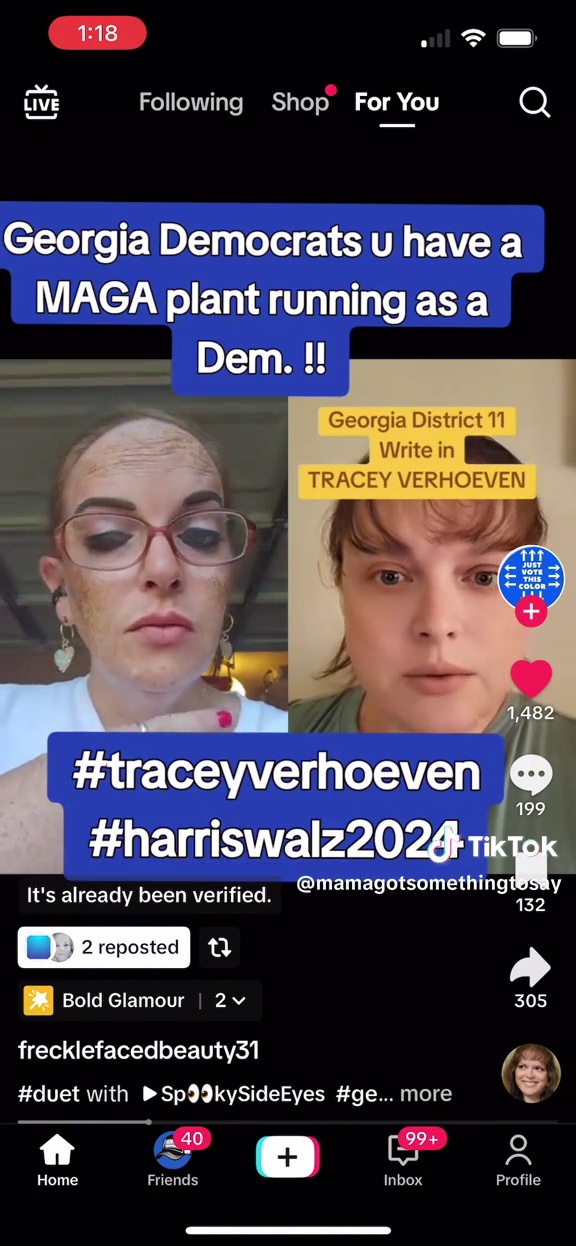 1:18
LIVE
Following Shop For You
Georgia Democrats u have a
MAGA plant running as a
Dem. !!
Georgia District 11
Write in
TRACEY VERHOEVEN
JUST
VOTE
THIS
COLOR
1,482
199
#traceyverhoeven
#harriswalz2024
TikTok
@mamagotsomethingtosay
It's already been verified.
132
2 reposted
Bold Glamour | 2
305
frecklefacedbeauty31
#duet with ▶Sp👀kySideEyes #ge... more
40
99+
Home
Friends
Inbox
Profile